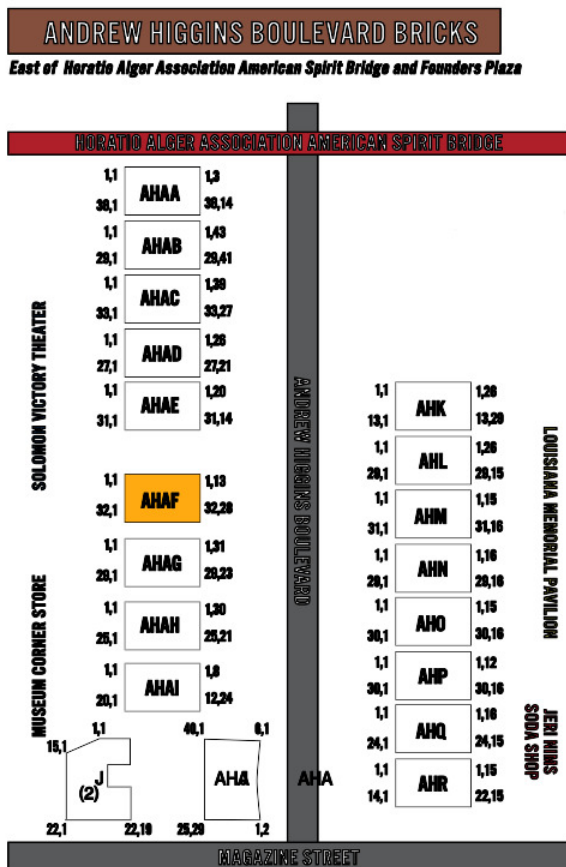 ANDREW HIGGINS BOULEVARD BRICKS
East of Horatio Alger Association American Spirit Bridge and Founders Plaza
HORATIO ALGER ASSOCIATION AMERICAN SPIRIT BRIDGE
1,1 AHAA 1,3
38,1 38,14
1,1 AHAB 1,43
29,1 29,41
1,1 AHAC 1,39
33,1 33,27
1,1 AHAD 1,26
27,1 27,21
1,1 AHAE 1,20
31,1 31,14
SOLOMON VICTORY THEATER
1,1 AHAF 1,13
32,1 32,28
1,1 AHAG 1,31
29,1 29,23
1,1 AHAH 1,30
25,1 25,21
1,1 AHAI 1,8
20,1 12,24
MUSEUM CORNER STORE
1,1
15,1
J
(2)
22,1 22,19
40,1 6,1
25,29 1,2
ANDREW HIGGINS BOULEVARD
AHA
1,1 AHK 1,26
13,1 13,29
1,1 AHL 1,26
29,1 29,15
1,1 AHM 1,15
31,1 31,16
1,1 AHN 1,16
29,1 29,16
1,1 AHO 1,15
30,1 30,16
1,1 AHP 1,12
30,1 30,16
1,1 AHQ 1,16
24,1 24,15
1,1 AHR 1,15
14,1 22,15
LOUISIANA MEMORIAL PAVILION
JERI NIMS
SODA SHOP
MAGAZINE STREET